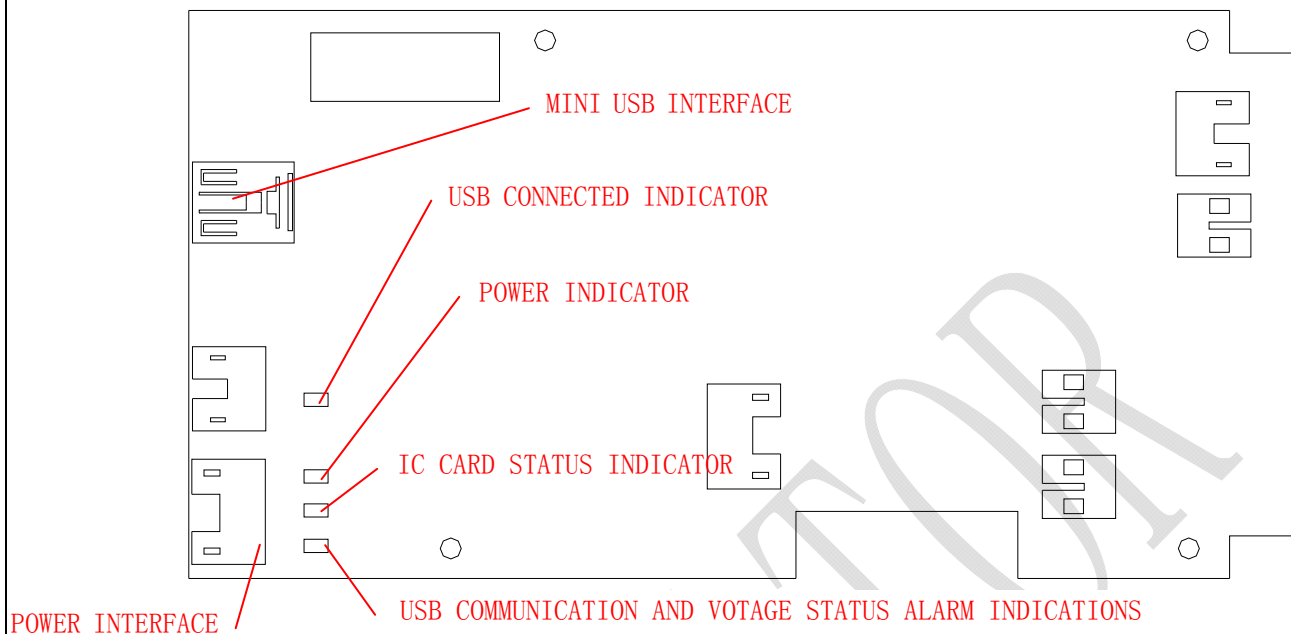 MINI USB INTERFACE
USB CONNECTED INDICATOR
POWER INDICATOR
IC CARD STATUS INDICATOR
USB COMMUNICATION AND VOTAGE STATUS ALARM INDICATIONS
POWER INTERFACE
TOR